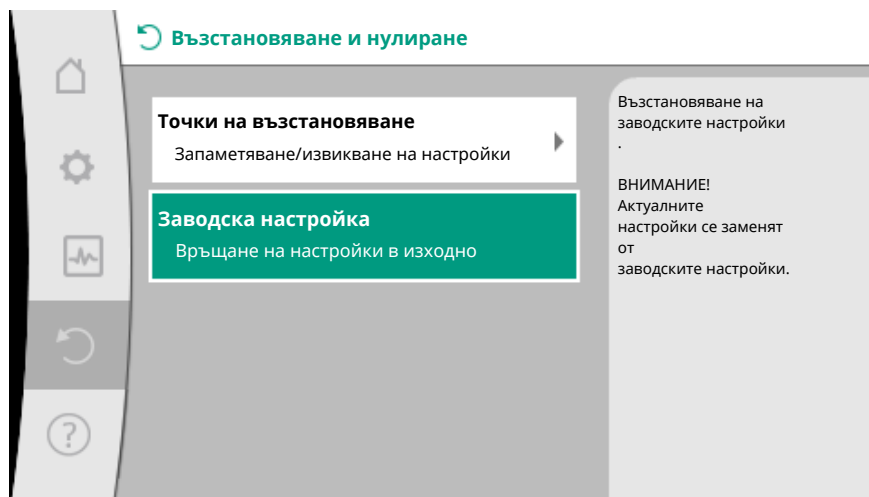 Възстановяване и нулиране
Точки на възстановяване
Запаметяване/извикване на настройки
Заводска настройка
Връщане на настройки в изходно
Възстановяване на
заводските настройки
.
ВНИМАНИЕ!
Актуалните
настройки се заменят
от
заводските настройки.
?